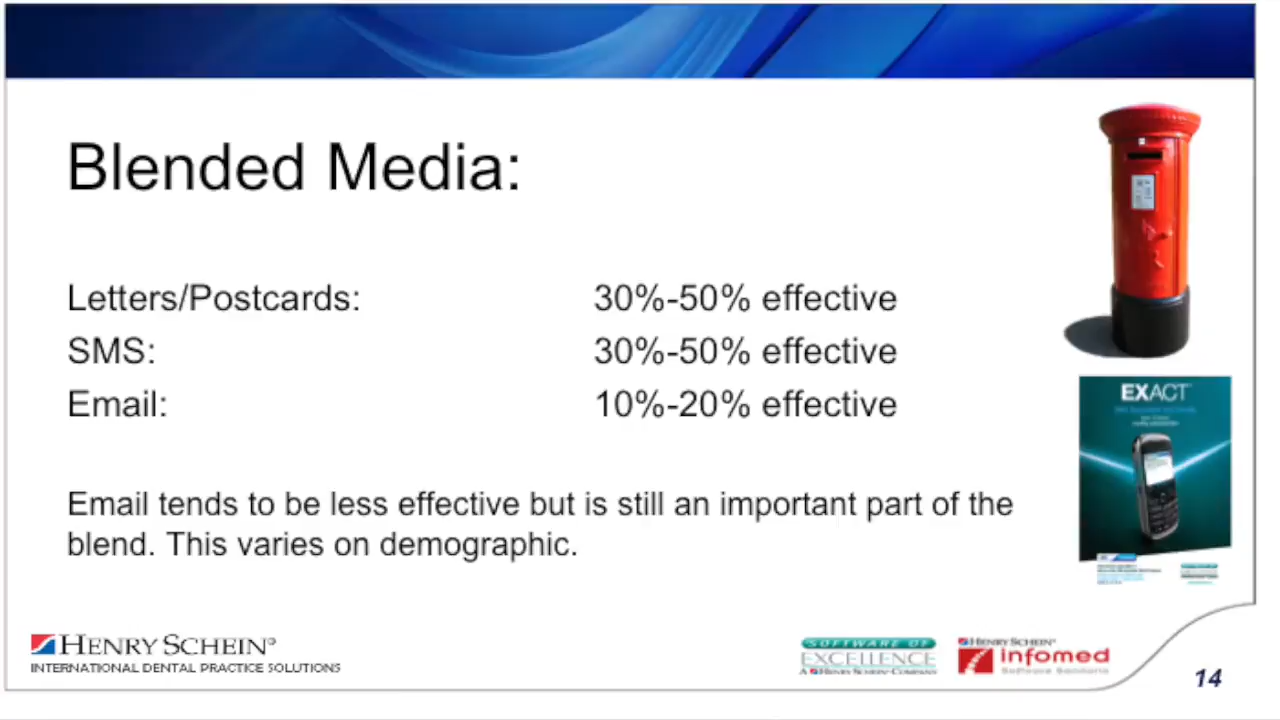 Blended Media:
Letters/Postcards: 30%-50% effective
SMS: 30%-50% effective
Email: 10%-20% effective
EXACT
Email tends to be less effective but is still an important part of the
blend. This varies on demographic.
HENRY SCHEIN®
INTERNATIONAL DENTAL PRACTICE SOLUTIONS
SOFTWARE OF
EXCELLENCE
A HENRY SCHEIN COMPANY
HENRY SCHEIN®
infomed
Software Solutions
14